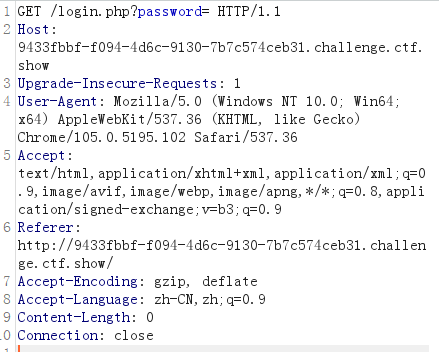 1 GET /login.php?password= HTTP/1.1
2 Host:
9433fbbf-f094-4d6c-9130-7b7c574ceb31.challenge.ctf.
show
3 Upgrade-Insecure-Requests: 1
4 User-Agent: Mozilla/5.0 (Windows NT 10.0; Win64;
x64) AppleWebKit/537.36 (KHTML, like Gecko)
Chrome/105.0.5195.102 Safari/537.36
5 Accept:
text/html,application/xhtml+xml,application/xml;q=0
.9,image/avif,image/webp,image/apng,*/*;q=0.8,appli
cation/signed-exchange;v=b3;q=0.9
6 Referer:
http://9433fbbf-f094-4d6c-9130-7b7c574ceb31.challen
ge.ctf.show/
7 Accept-Encoding: gzip, deflate
8 Accept-Language: zh-CN,zh;q=0.9
9 Content-Length: 0
10 Connection: close